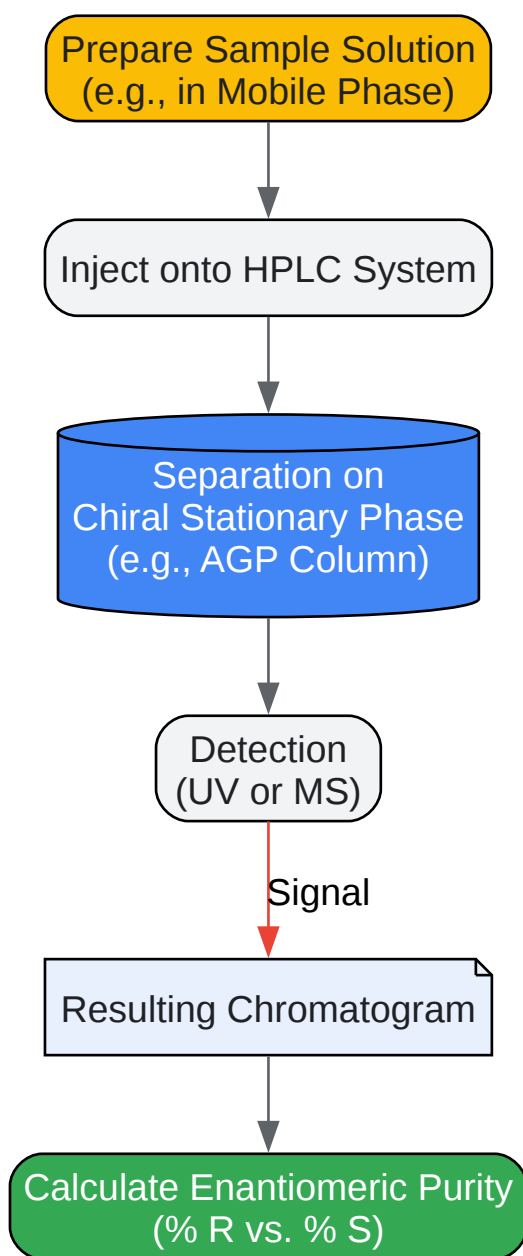 Prepare Sample Solution
(e.g., in Mobile Phase)
Inject onto HPLC System
Separation on
Chiral Stationary Phase
(e.g., AGP Column)
Detection
(UV or MS)
Signal
Resulting Chromatogram
Calculate Enantiomeric Purity
(% R vs. % S)